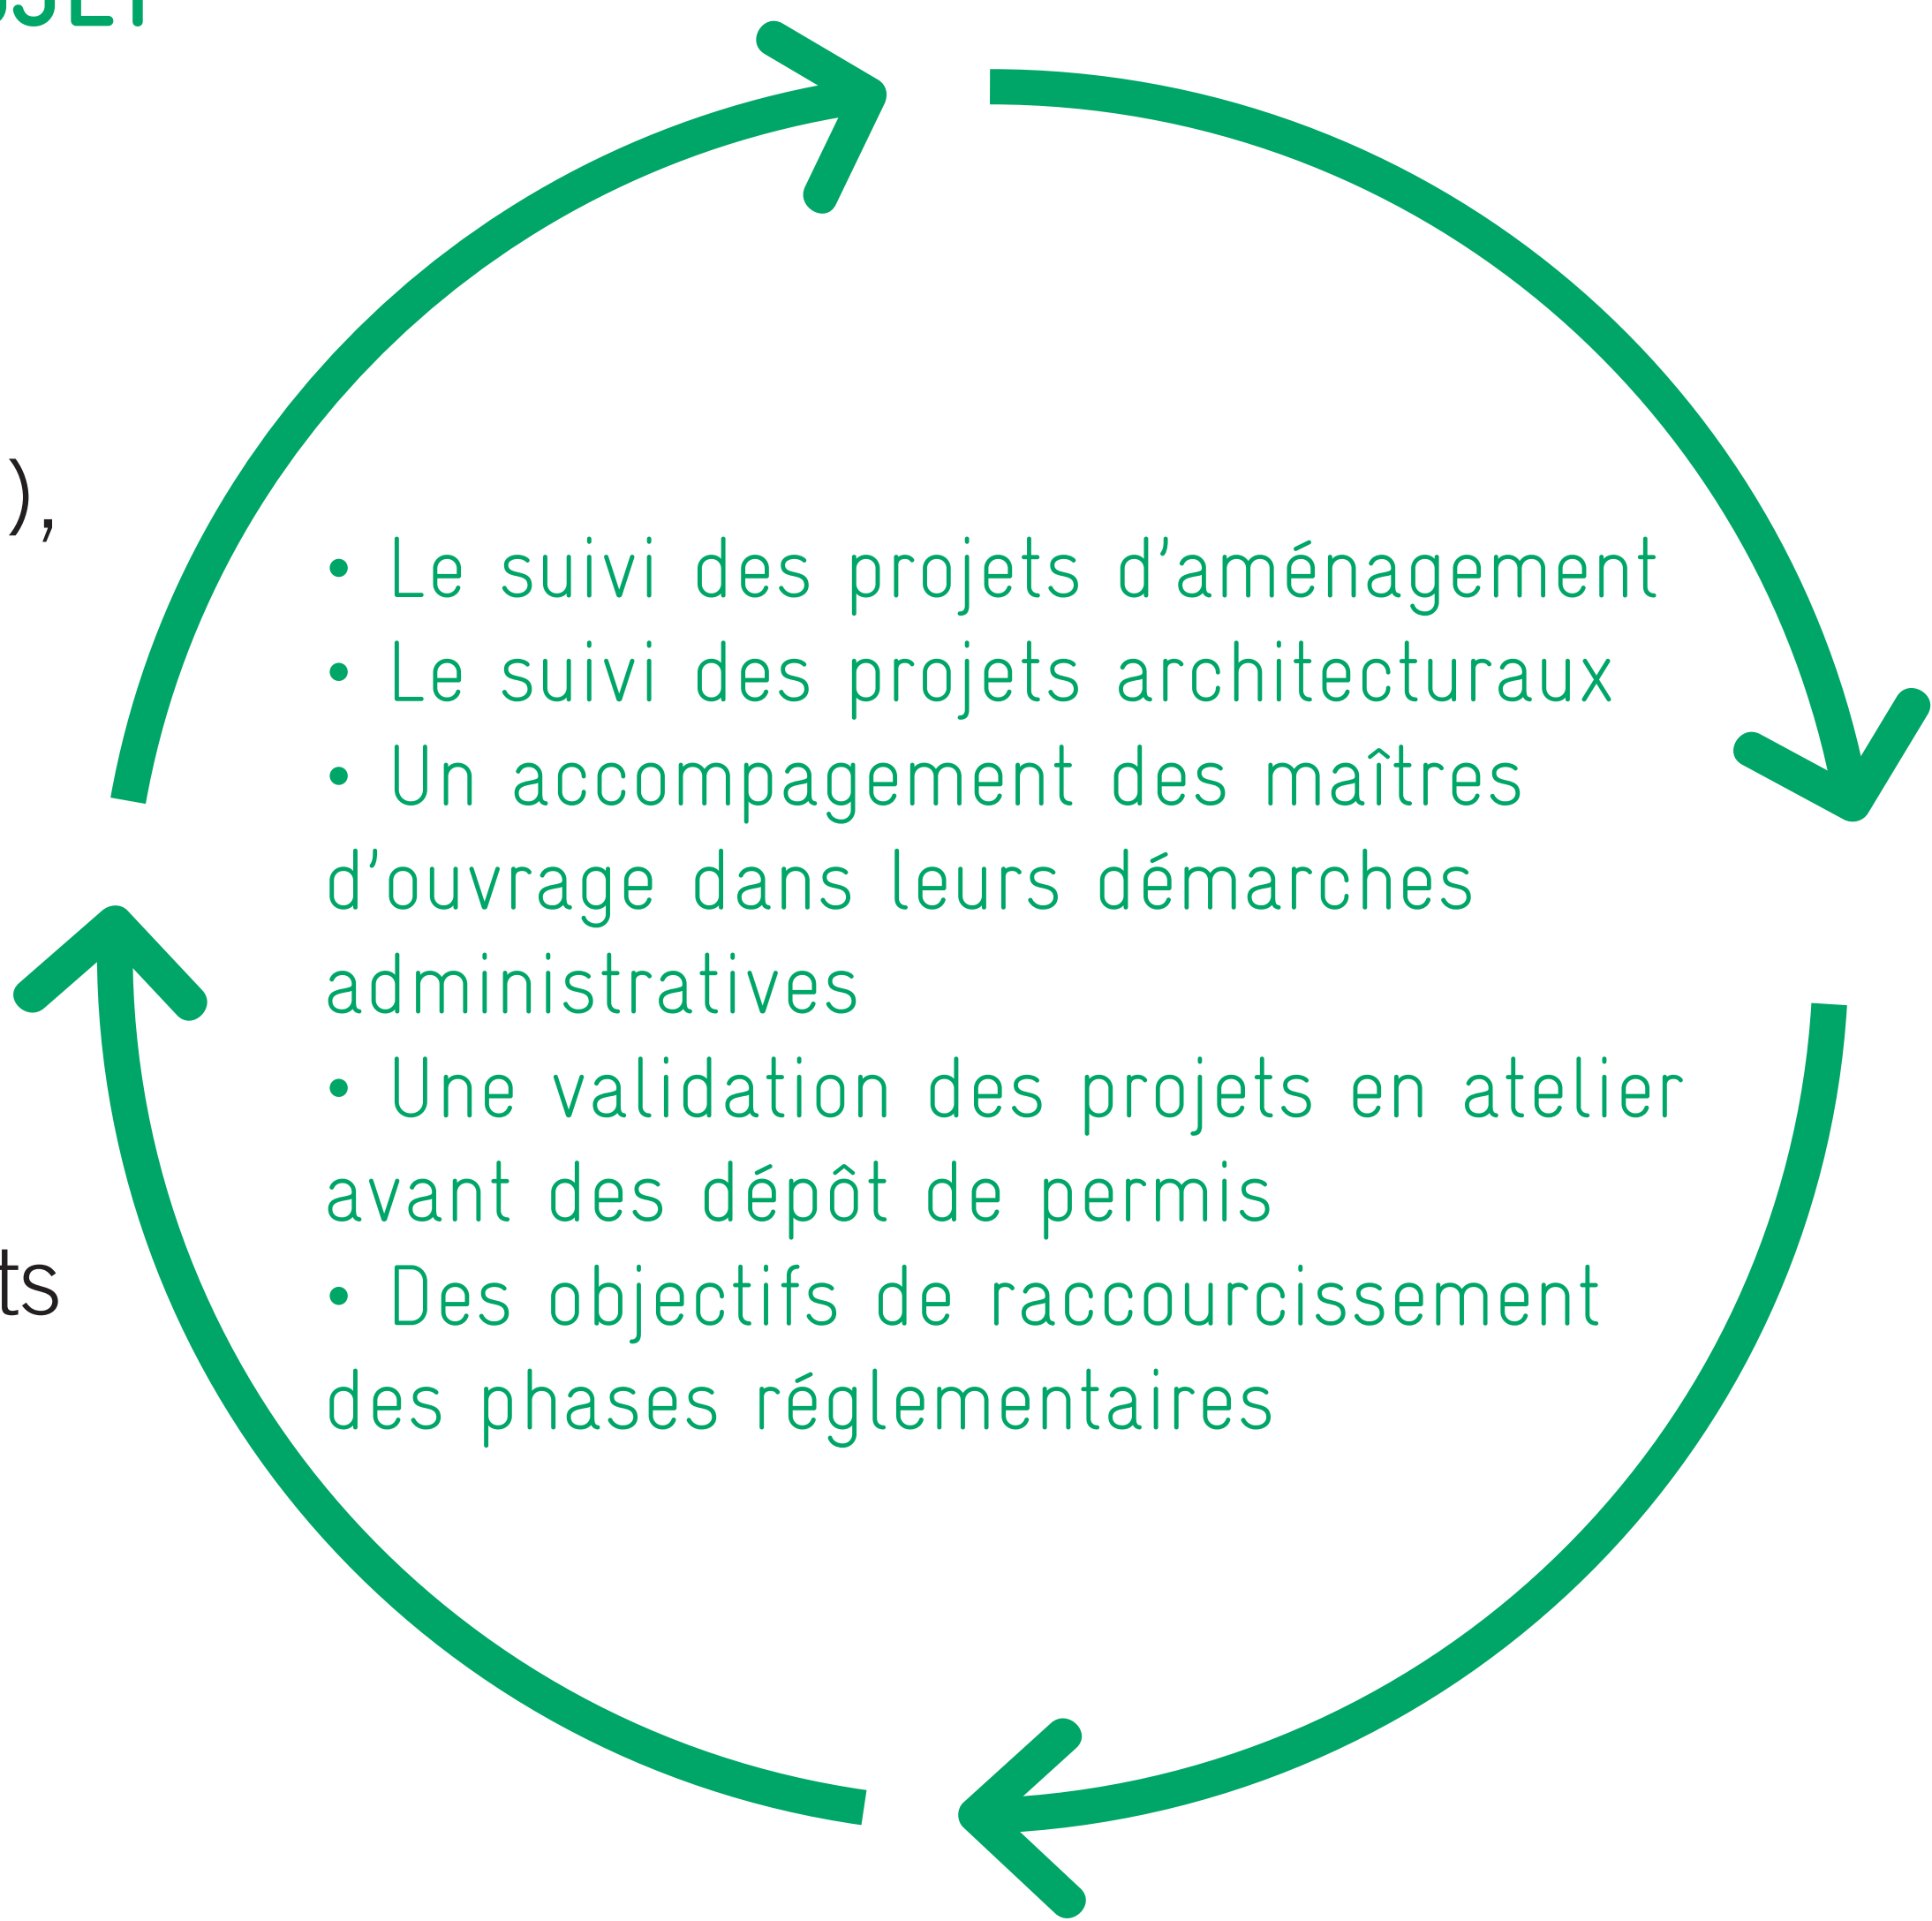 ),
ts
• Le suivi des projets d’aménagement
• Le suivi des projets architecturaux
• Un accompagement des maîtres
d’ouvrage dans leurs démarches
administratives
• Une validation des projets en atelier
avant des dépôt de permis
• Des objectifs de raccourcissement
des phases réglementaires